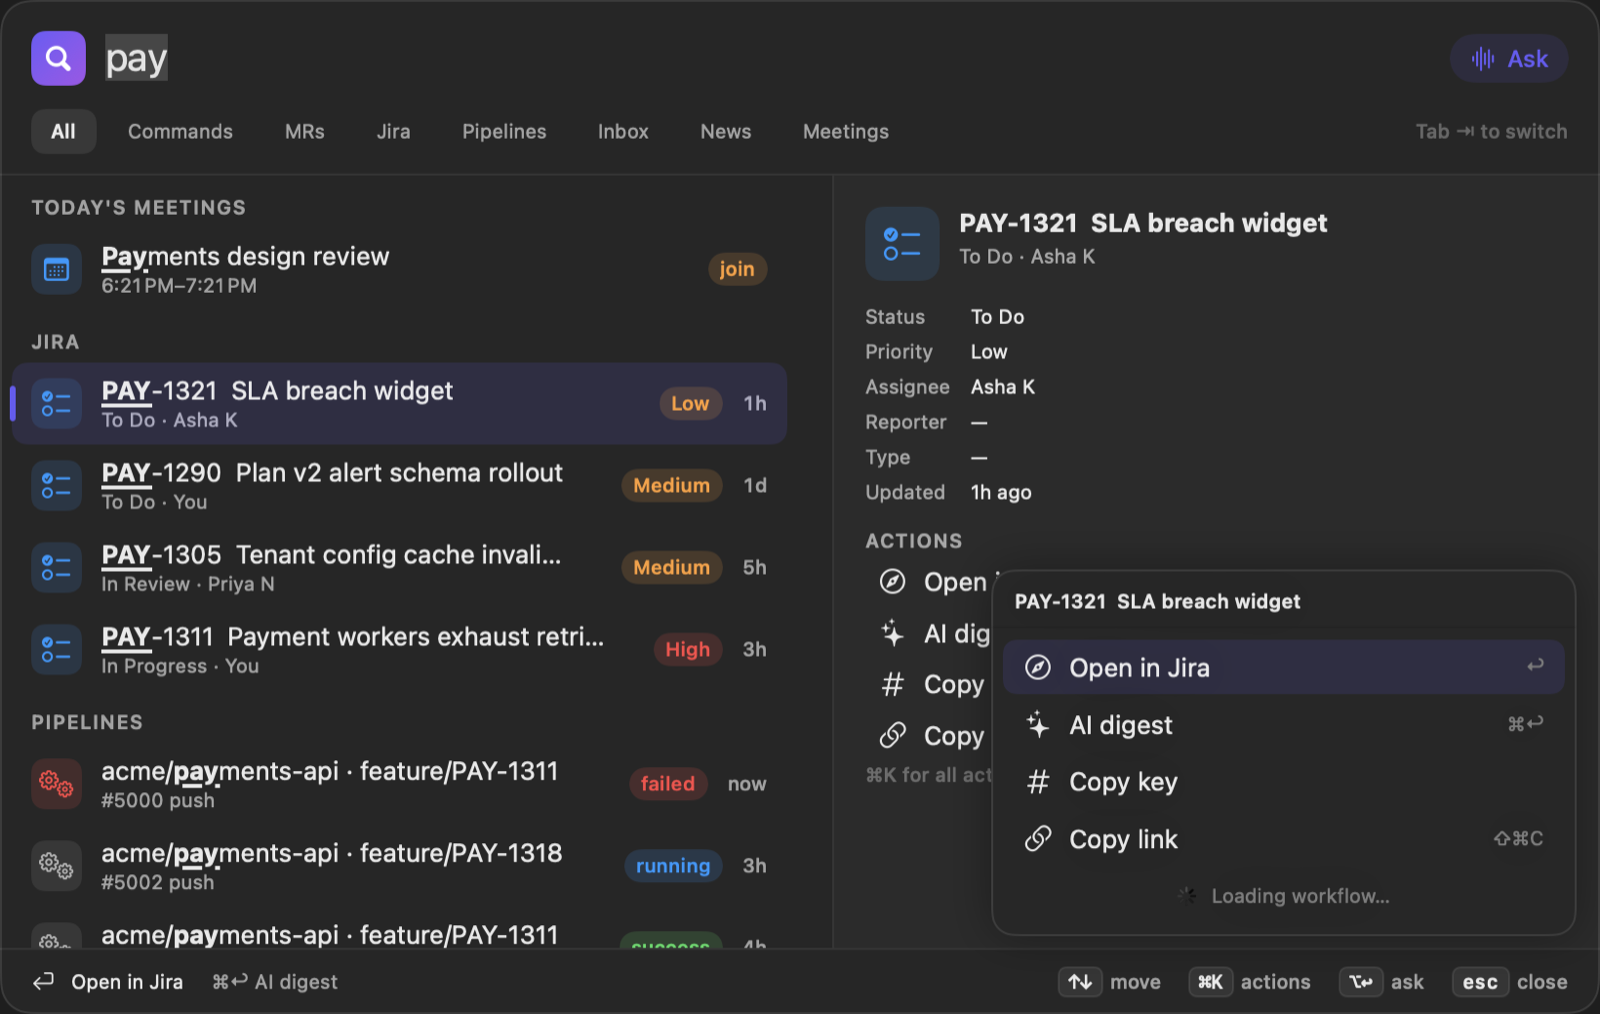 pay
Ask
All
Commands
MRs
Jira
Pipelines
Inbox
News
Meetings
Tab ⇥ to switch
TODAY'S MEETINGS
Payments design review
6:21 PM–7:21 PM
join
JIRA
PAY-1321 SLA breach widget
To Do · Asha K
Low
1h
PAY-1290 Plan v2 alert schema rollout
To Do · You
Medium
1d
PAY-1305 Tenant config cache invali...
In Review · Priya N
Medium
5h
PAY-1311 Payment workers exhaust retri...
In Progress · You
High
3h
PIPELINES
acme/payments-api · feature/PAY-1311
#5000 push
failed
now
acme/payments-api · feature/PAY-1318
#5002 push
running
3h
acme/payments-api · feature/PAY-1311
success
4h
PAY-1321 SLA breach widget
To Do · Asha K
Status To Do
Priority Low
Assignee Asha K
Reporter —
Type —
Updated 1h ago
ACTIONS
Open
AI dig
Copy
Copy
⌘K for all act
PAY-1321 SLA breach widget
Open in Jira ↩
AI digest ⌘↩
Copy key
Copy link ⇧⌘C
Loading workflow...
↩ Open in Jira
⌘↩ AI digest
↑↓ move
⌘K actions
⌥↩ ask
esc close